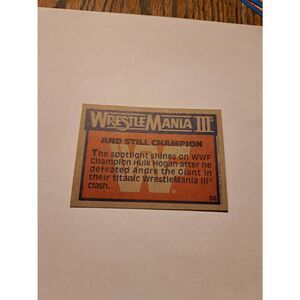 WRESTLEMANIA III
AND STILL CHAMPION
The spotlight shines on WWF
Champion Hulk Hogan after he
defeated Andre the Giant in
their titanic WrestleMania III
clash.